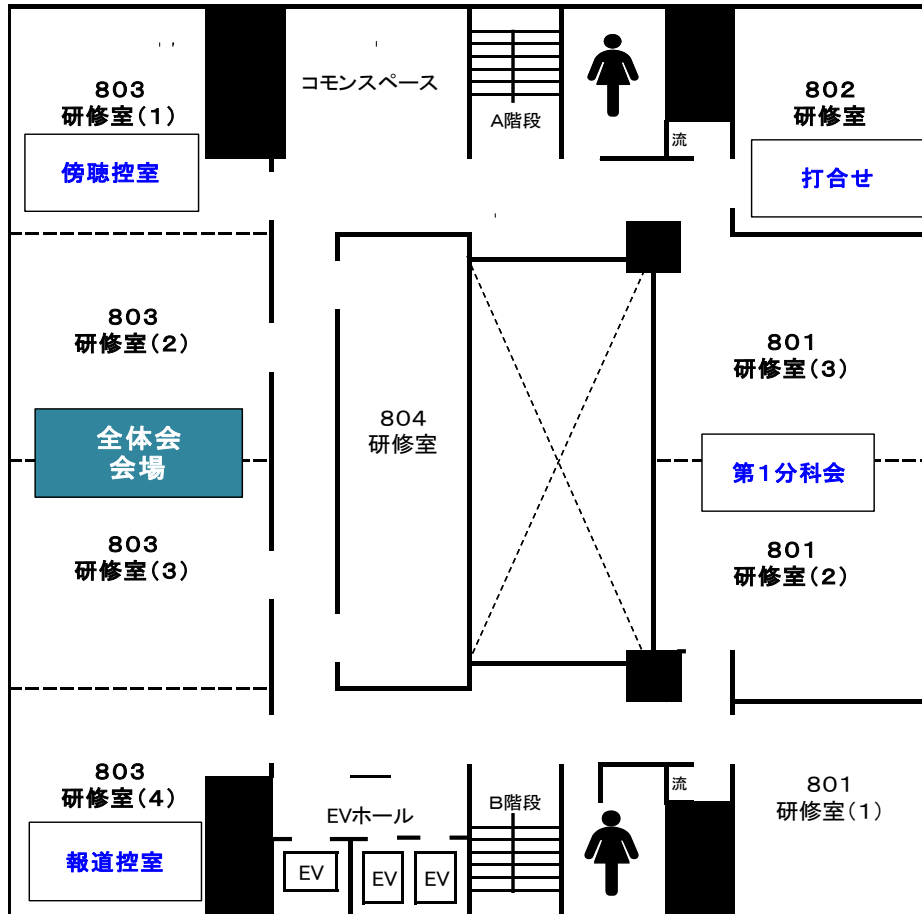 コモンスペース
A階段
流
803
研修室(1)
傍聴控室
802
研修室
打合せ
803
研修室(2)
801
研修室(3)
全体会
会場
804
研修室
第1分科会
803
研修室(3)
801
研修室(2)
803
研修室(4)
報道控室
EVホール
EV
EV
EV
B階段
流
801
研修室(1)